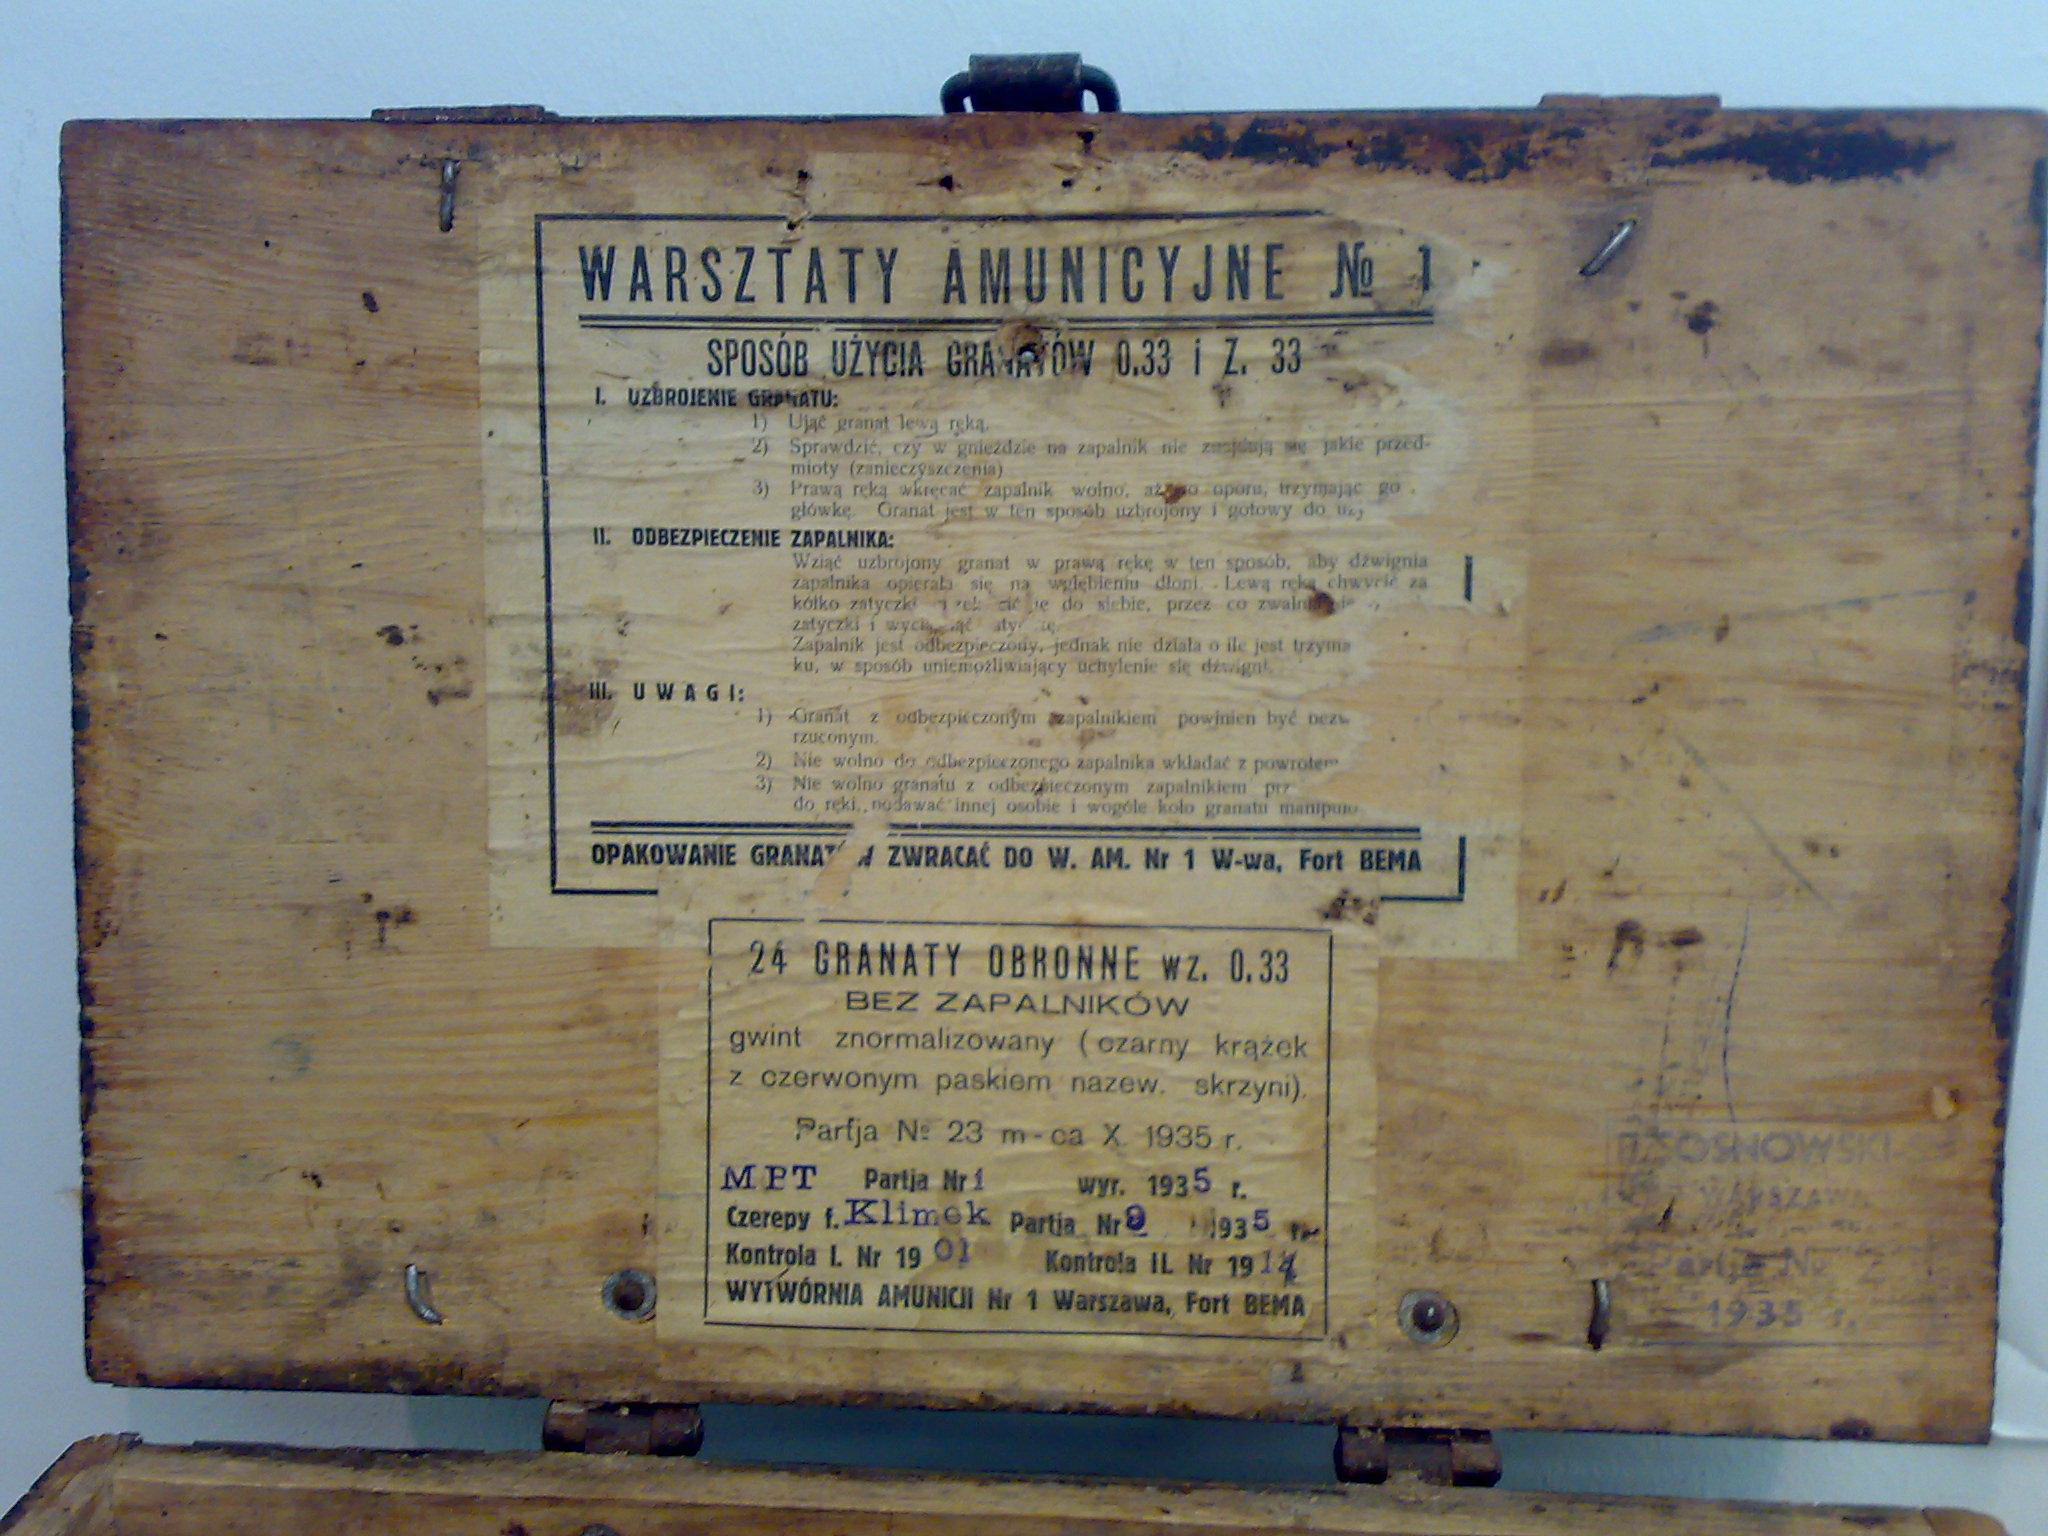 WARSZTATY AMUNICYJNE № 1
SPOSÓB UŻYCIA GRANATÓW O.33 i Z. 33
I. UZBROJENIE GRANATU:
1) Ująć granat lewą ręką.
2) Sprawdzić, czy w gnieździe na zapalnik nie znajdują się jakie przed-
mioty (zanieczyszczenia)
3) Prawą ręką wkręcać zapalnik wolno, aż do oporu, trzymając go
główkę. Granat jest w ten sposób uzbrojony i gotowy do
II. ODBEZPIECZENIE ZAPALNIKA:
Wziąć uzbrojony granat w prawą rękę w ten sposób, aby dźwignia
zapalnika opierała się na wgłębieniu dłoni. Lewą ręką chwycić za
kółko zatyczki do siebie, przez co
zatyczki i
Zapalnik jest odbezpieczony, jednak nie działa o ile jest
ku, w sposób uniemożliwiający uchylenie się dźwigni.
III. UWAGI:
1) Granat z odbezpieczonym zapalnikiem powinien być
rzuconym.
2) Nie wolno do odbezpieczonego zapalnika wkładać z powrotem
3) Nie wolno granatu z odbezpieczonym zapalnikiem
do ręki, podawać innej osobie i wogóle koło granatu
OPAKOWANIE GRANATÓW ZWRACAĆ DO W. AM. Nr 1 W-wa, Fort BEMA
24 GRANATY OBRONNE wz. O.33
BEZ ZAPALNIKÓW
gwint znormalizowany (czarny krążek
z czerwonym paskiem nazew. skrzyni).
Partja № 23 m-ca X. 1935 r.
MPT Partja Nr 1 wyr. 1935 r.
Czerepy f. Klimek Partja Nr 9 1935 r.
Kontrola I. Nr 19 01 Kontrola II. Nr 19
WYTWÓRNIA AMUNICJI Nr 1 Warszawa, Fort BEMA
SOSNOWSKI
WARSZAWA
Partja No
1935 r.